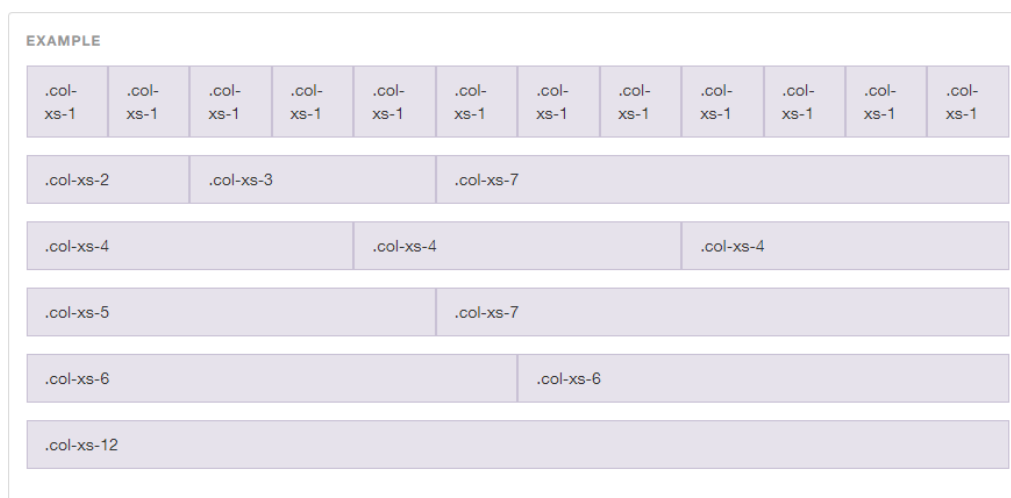 EXAMPLE
.col- .col- .col- .col- .col- .col- .col- .col- .col- .col- .col- .col-
xs-1 xs-1 xs-1 xs-1 xs-1 xs-1 xs-1 xs-1 xs-1 xs-1 xs-1 xs-1
.col-xs-2 .col-xs-3 .col-xs-7
.col-xs-4 .col-xs-4 .col-xs-4
.col-xs-5 .col-xs-7
.col-xs-6 .col-xs-6
.col-xs-12